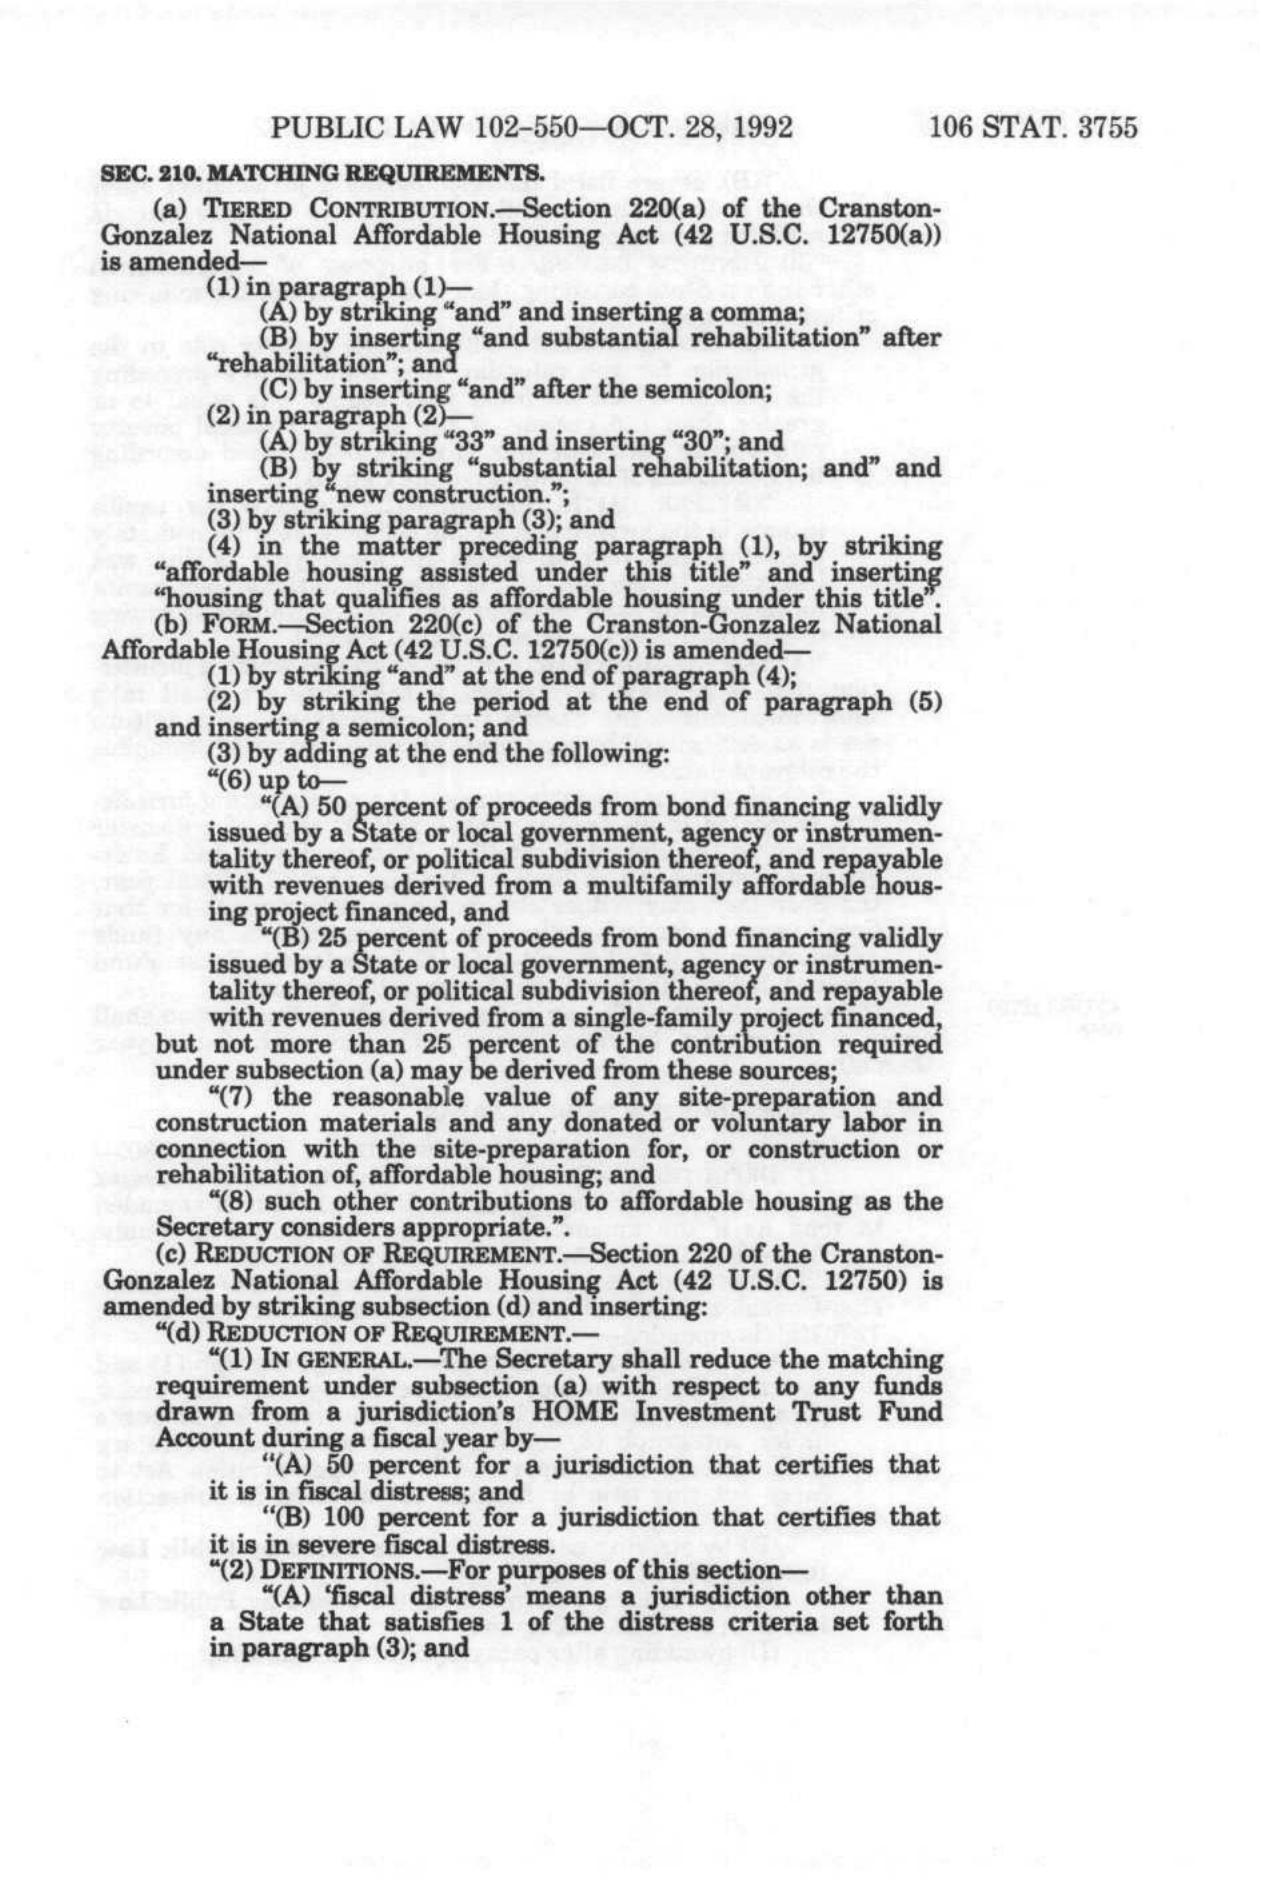 PUBLIC LAW 102–550—OCT. 28, 1992 106 STAT. 3755
SEC. 210. MATCHING REQUIREMENTS.
(a) TIERED CONTRIBUTION.—Section 220(a) of the Cranston-
Gonzalez National Affordable Housing Act (42 U.S.C. 12750(a))
is amended—
(1) in paragraph (1)—
(A) by striking “and” and inserting a comma;
(B) by inserting “and substantial rehabilitation” after
“rehabilitation”; and
(C) by inserting “and” after the semicolon;
(2) in paragraph (2)—
(A) by striking “33” and inserting “30”; and
(B) by striking “substantial rehabilitation; and” and
inserting “new construction.”;
(3) by striking paragraph (3); and
(4) in the matter preceding paragraph (1), by striking
“affordable housing assisted under this title” and inserting
“housing that qualifies as affordable housing under this title”.
(b) FORM.—Section 220(c) of the Cranston-Gonzalez National
Affordable Housing Act (42 U.S.C. 12750(c)) is amended—
(1) by striking “and” at the end of paragraph (4);
(2) by striking the period at the end of paragraph (5)
and inserting a semicolon; and
(3) by adding at the end the following:
“(6) up to—
“(A) 50 percent of proceeds from bond financing validly
issued by a State or local government, agency or instrumen-
tality thereof, or political subdivision thereof, and repayable
with revenues derived from a multifamily affordable hous-
ing project financed, and
“(B) 25 percent of proceeds from bond financing validly
issued by a State or local government, agency or instrumen-
tality thereof, or political subdivision thereof, and repayable
with revenues derived from a single-family project financed,
but not more than 25 percent of the contribution required
under subsection (a) may be derived from these sources;
“(7) the reasonable value of any site-preparation and
construction materials and any donated or voluntary labor in
connection with the site-preparation for, or construction or
rehabilitation of, affordable housing; and
“(8) such other contributions to affordable housing as the
Secretary considers appropriate.”.
(c) REDUCTION OF REQUIREMENT.—Section 220 of the Cranston-
Gonzalez National Affordable Housing Act (42 U.S.C. 12750) is
amended by striking subsection (d) and inserting:
“(d) REDUCTION OF REQUIREMENT.—
“(1) IN GENERAL.—The Secretary shall reduce the matching
requirement under subsection (a) with respect to any funds
drawn from a jurisdiction's HOME Investment Trust Fund
Account during a fiscal year by—
“(A) 50 percent for a jurisdiction that certifies that
it is in fiscal distress; and
“(B) 100 percent for a jurisdiction that certifies that
it is in severe fiscal distress.
“(2) DEFINITIONS.—For purposes of this section—
“(A) ‘fiscal distress’ means a jurisdiction other than
a State that satisfies 1 of the distress criteria set forth
in paragraph (3); and